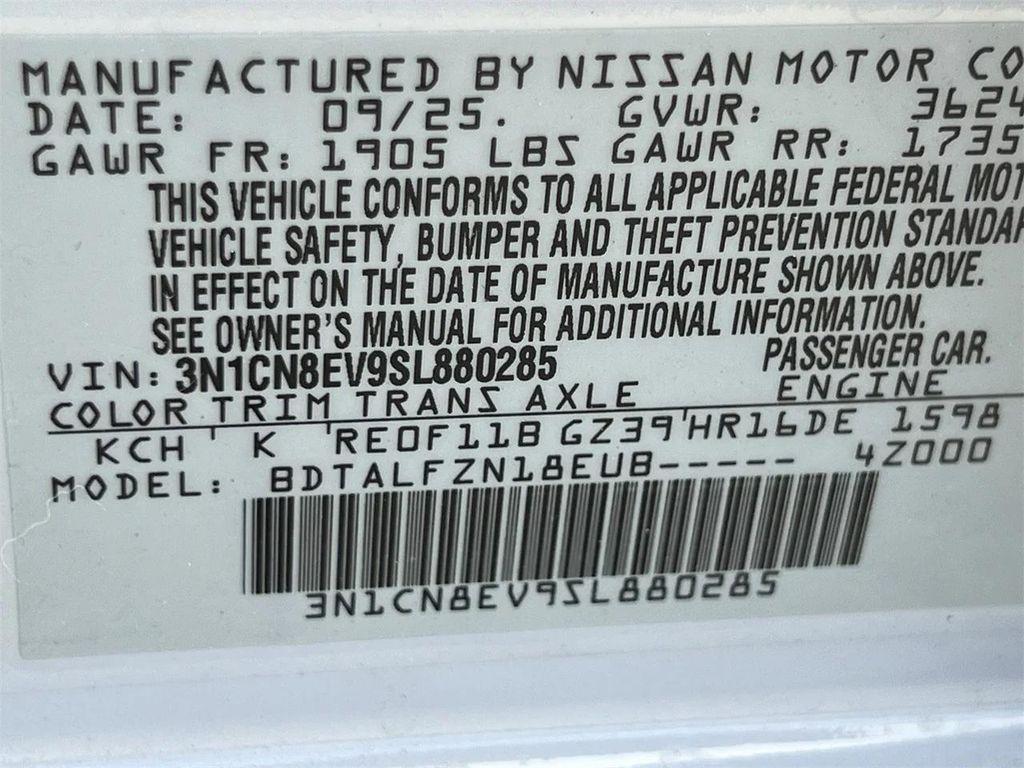 MANUFACTURED BY NISSAN MOTOR CO
DATE: 09/25. GVWR: 3624
GAWR FR: 1905 LBS GAWR RR: 1735
THIS VEHICLE CONFORMS TO ALL APPLICABLE FEDERAL MOT
VEHICLE SAFETY, BUMPER AND THEFT PREVENTION STANDAR
IN EFFECT ON THE DATE OF MANUFACTURE SHOWN ABOVE.
SEE OWNER'S MANUAL FOR ADDITIONAL INFORMATION.
VIN: 3N1CN8EV9SL880285 PASSENGER CAR.
COLOR TRIM TRANS AXLE ENGINE
KCH K RE0F11B GZ39 HR16DE 1598
MODEL: BDTALFZN18EUB----- 4Z000
3N1CN8EV9SL880285